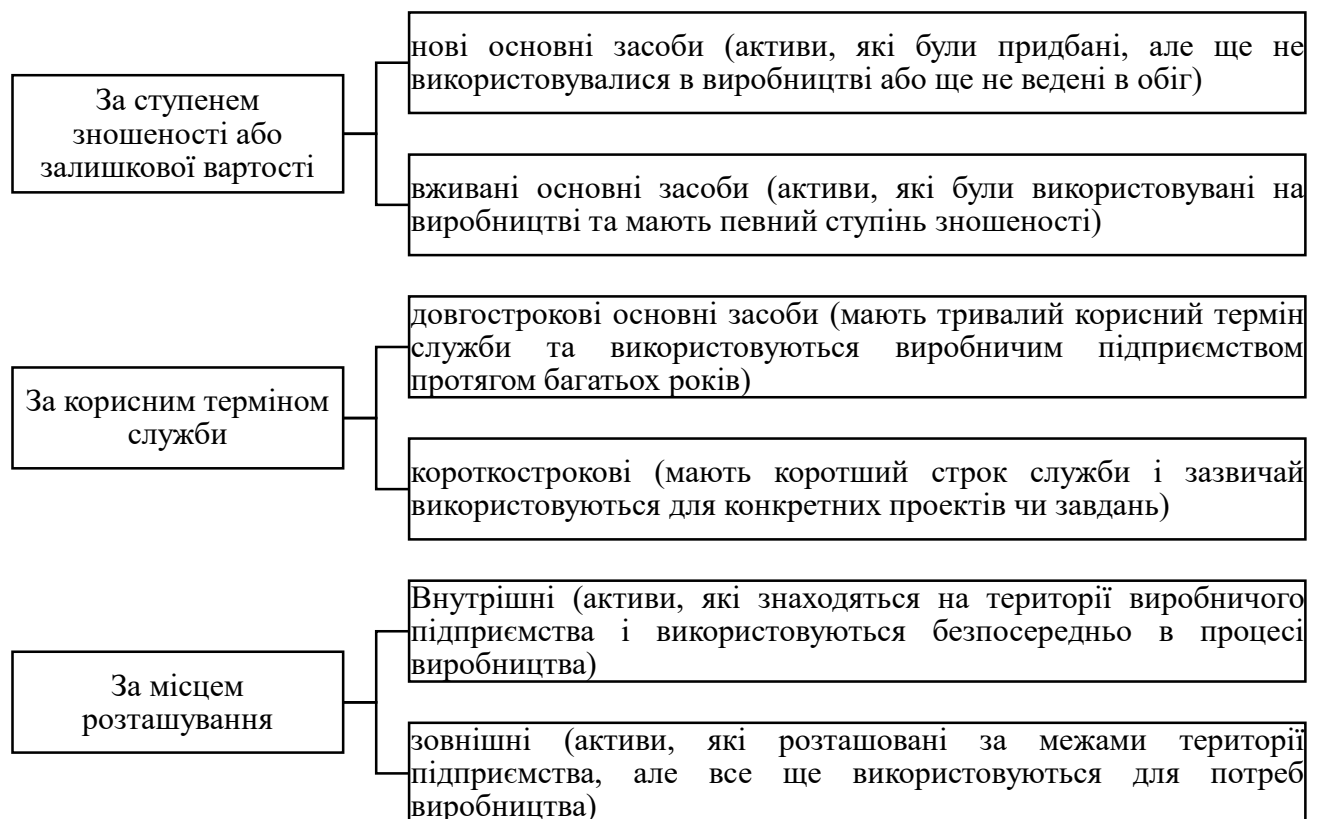 За ступенем
зношеності або
залишкової вартості
нові основні засоби (активи, які були придбані, але ще не
використовувалися в виробництві або ще не ведені в обіг)
вживані основні засоби (активи, які були використовувані на
виробництві та мають певний ступінь зношеності)
За корисним терміном
служби
довгострокові основні засоби (мають тривалий корисний термін
служби та використовуються виробничим підприємством
протягом багатьох років)
короткострокові (мають коротший строк служби і зазвичай
використовуються для конкретних проектів чи завдань)
За місцем
розташування
Внутрішні (активи, які знаходяться на території виробничого
підприємства і використовуються безпосередньо в процесі
виробництва)
зовнішні (активи, які розташовані за межами території
підприємства, але все ще використовуються для потреб
виробництва)